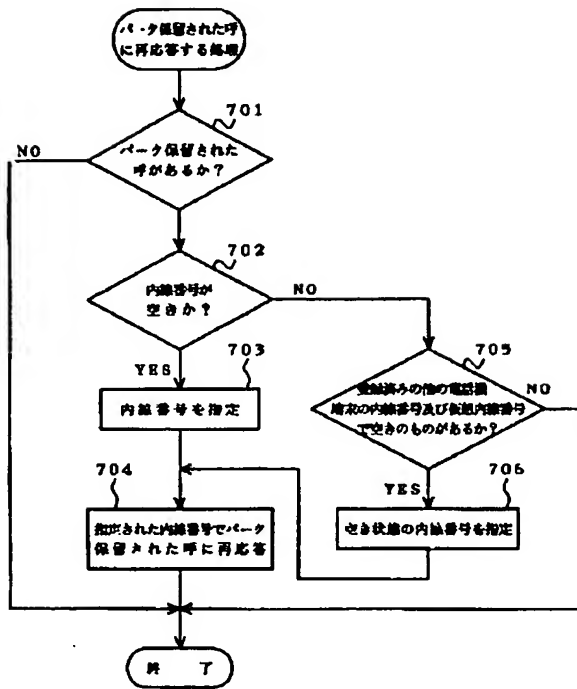 パーク保留された呼
に再応答する処理
701
パーク保留された
呼があるか?
NO
702
内線番号が
空きか?
NO
YES
703
内線番号を指定
705
登録済みの他の電話機
端末の内線番号及び仮想内線番号
で空きのものがあるか?
NO
YES
706
空き状態の内線番号を指定
704
指定された内線番号でパーク
保留された呼に再応答
終 了